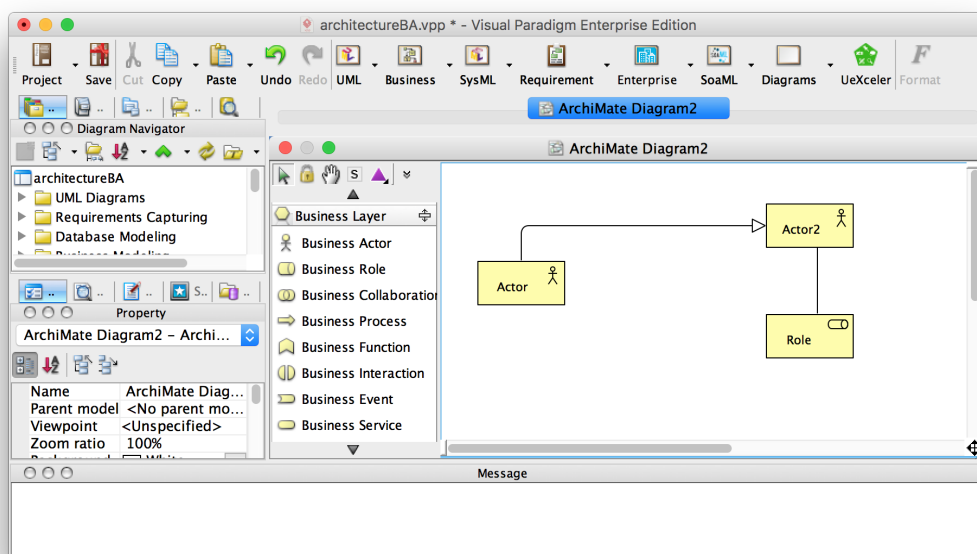 architectureBA.vpp * - Visual Paradigm Enterprise Edition
Project Save Cut Copy Paste Undo Redo UML Business SysML Requirement Enterprise SoaML Diagrams UeXceler Format
F
ArchiMate Diagram2
Diagram Navigator
ArchiMate Diagram2
architectureBA
UML Diagrams
Requirements Capturing
Database Modeling
S
Business Layer
Business Actor
Business Role
Business Collaboration
Business Process
Business Function
Business Interaction
Business Event
Business Service
Actor
Actor2
Role
S..
Property
ArchiMate Diagram2 – Archi...
Name ArchiMate Diag...
Parent model <No parent mo...
Viewpoint <Unspecified>
Zoom ratio 100%
Message